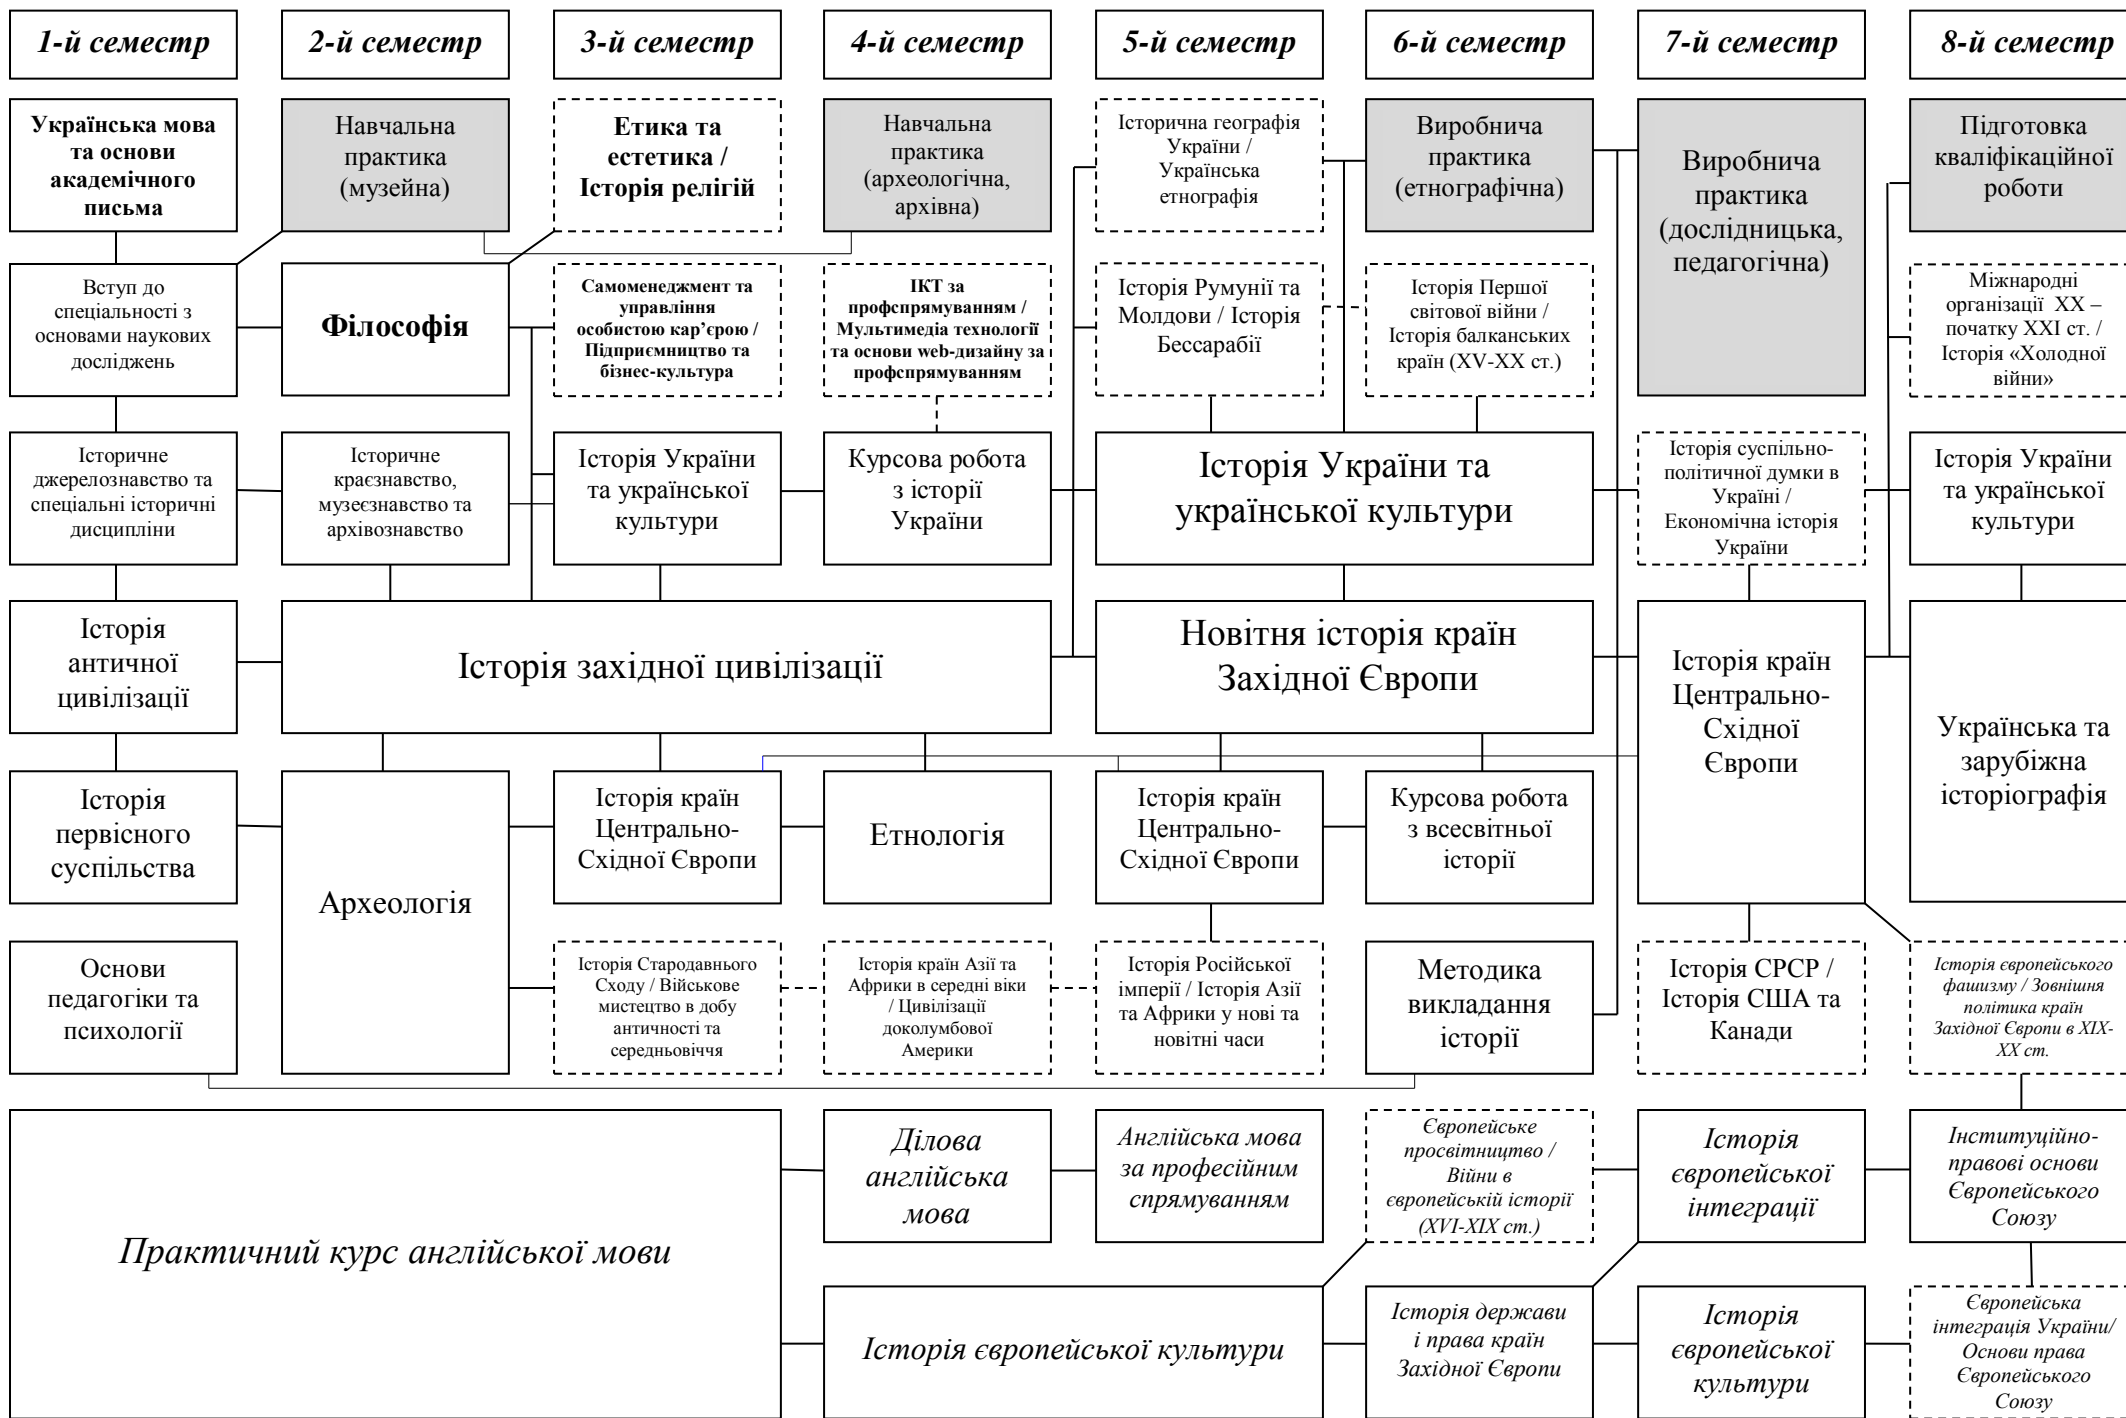 1-й семестр
2-й семестр
3-й семестр
4-й семестр
5-й семестр
6-й семестр
7-й семестр
8-й семестр
Українська мова
та основи
академічного
письма
Навчальна
практика
(музейна)
Етика та
естетика /
Історія релігій
Навчальна
практика
(археологічна,
архівна)
Історична географія
України /
Українська
етнографія
Виробнича
практика
(етнографічна)
Виробнича
практика
(дослідницька,
педагогічна)
Підготовка
кваліфікаційної
роботи
Вступ до
спеціальності з
основами наукових
досліджень
Філософія
Самоменеджмент та
управління
особистою кар’єрою /
Підприємництво та
бізнес-культура
ІКТ за
профспрямуванням /
Мультимедіа технології
та основи web-дизайну за
профспрямуванням
Історія Румунії та
Молдови / Історія
Бессарабії
Історія Першої
світової війни /
Історія балканських
країн (XV-XX ст.)
Міжнародні
організації XX –
початку XXI ст. /
Історія «Холодної
війни»
Історичне
джерелознавство та
спеціальні історичні
дисципліни
Історичне
краєзнавство,
музеєзнавство та
архівознавство
Історія України
та української
культури
Курсова робота
з історії
України
Історія України та
української культури
Історія суспільно-
політичної думки в
Україні /
Економічна історія
України
Історія України
та української
культури
Історія
античної
цивілізації
Історія західної цивілізації
Новітня історія країн
Західної Європи
Історія країн
Центрально-
Східної
Європи
Українська та
зарубіжна
історіографія
Історія
первісного
суспільства
Археологія
Історія країн
Центрально-
Східної Європи
Етнологія
Історія країн
Центрально-
Східної Європи
Курсова робота
з всесвітньої
історії
Основи
педагогіки та
психології
Історія Стародавнього
Сходу / Військове
мистецтво в добу
античності та
середньовіччя
Історія країн Азії та
Африки в середні віки
/ Цивілізації
доколумбової
Америки
Історія Російської
імперії / Історія Азії
та Африки у нові та
новітні часи
Методика
викладання
історії
Історія СРСР /
Історія США та
Канади
Історія європейського
фашизму / Зовнішня
політика країн
Західної Європи в XIX-
XX ст.
Практичний курс англійської мови
Ділова
англійська
мова
Англійська мова
за професійним
спрямуванням
Європейське
просвітництво /
Війни в
європейській історії
(XVI-XIX ст.)
Історія
європейської
інтеграції
Інституційно-
правові основи
Європейського
Союзу
Історія європейської культури
Історія держави
і права країн
Західної Європи
Історія
європейської
культури
Європейська
інтеграція України/
Основи права
Європейського
Союзу